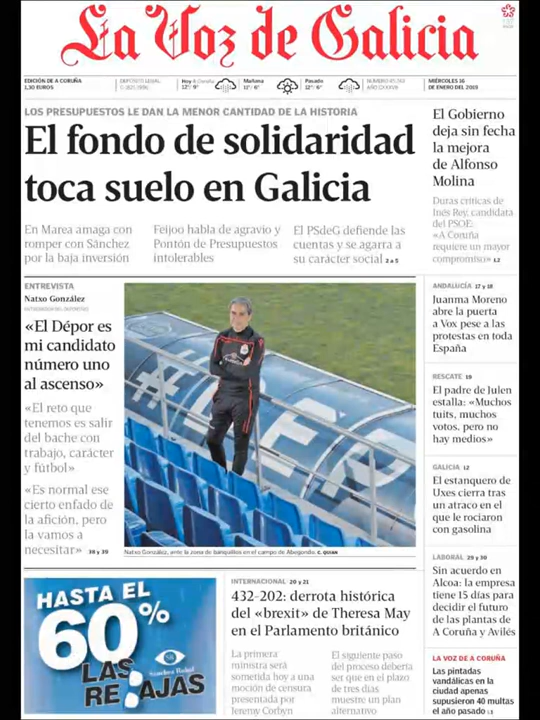 La Voz de Galicia
EDICIÓN DE A CORUÑA
1,30 EUROS
DEPÓSITO LEGAL
Hoy A Coruña
12° 9°
Mañana
11° 6°
Pasado
12° 6°
MIÉRCOLES 16
DE ENERO DEL 2019
LOS PRESUPUESTOS LE DAN LA MENOR CANTIDAD DE LA HISTORIA
El fondo de solidaridad
toca suelo en Galicia
En Marea amaga con
romper con Sánchez
por la baja inversión
Feijoo habla de agravio y
Pontón de Presupuestos
intolerables
El PSdeG defiende las
cuentas y se agarra a
su carácter social 2 a 5
El Gobierno
deja sin fecha
la mejora
de Alfonso
Molina
Duras críticas de
Inés Rey, candidata
del PSOE:
«A Coruña
requiere un mayor
compromiso» L2
ENTREVISTA
Natxo González
ENTRENADOR DEL DEPORTIVO
«El Dépor es
mi candidato
número uno
al ascenso»
«El reto que
tenemos es salir
del bache con
trabajo, carácter
y fútbol»
«Es normal ese
cierto enfado de
la afición, pero
la vamos a
necesitar» 38 y 39
#DEP
Natxo González, ante la zona de banquillos en el campo de Abegondo. C. QUIAN
ANDALUCÍA 17 y 18
Juanma Moreno
abre la puerta
a Vox pese a las
protestas en toda
España
RESCATE 19
El padre de Julen
estalla: «Muchos
tuits, muchos
votos, pero no
hay medios»
GALICIA 12
El estanquero de
Uxes cierra tras
un atraco en el
que le rociaron
con gasolina
LABORAL 29 y 30
Sin acuerdo en
Alcoa: la empresa
tiene 15 días para
decidir el futuro
de las plantas de
A Coruña y Avilés
LA VOZ DE A CORUÑA
Las pintadas
vandálicas en la
ciudad apenas
supusieron 40 multas
el año pasado L3
HASTA EL
60%
LAS
REBAJAS
INTERNACIONAL 20 y 21
432-202: derrota histórica
del «brexit» de Theresa May
en el Parlamento británico
La primera
ministra será
sometida hoy a una
moción de censura
presentada por
Jeremy Corbyn
El siguiente paso
del proceso debería
ser que en el plazo
de tres días
muestre un plan
alternativo